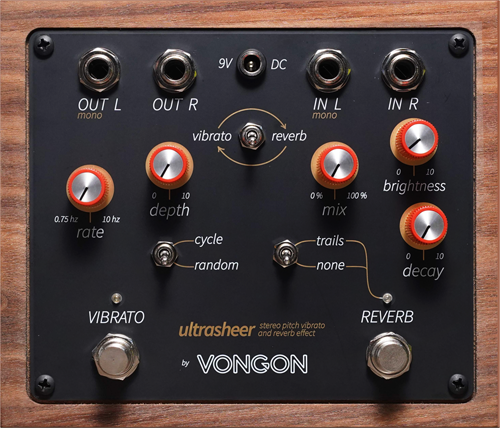 9V DC
OUT L
mono
OUT R
IN L
mono
IN R
vibrato reverb
0 10
brightness
0 10
depth
0% 100%
mix
0.75 hz 10 hz
rate
0 10
decay
cycle
random
trails
none
VIBRATO
REVERB
ultrasheer stereo pitch vibrato
and reverb effect
by VONGON